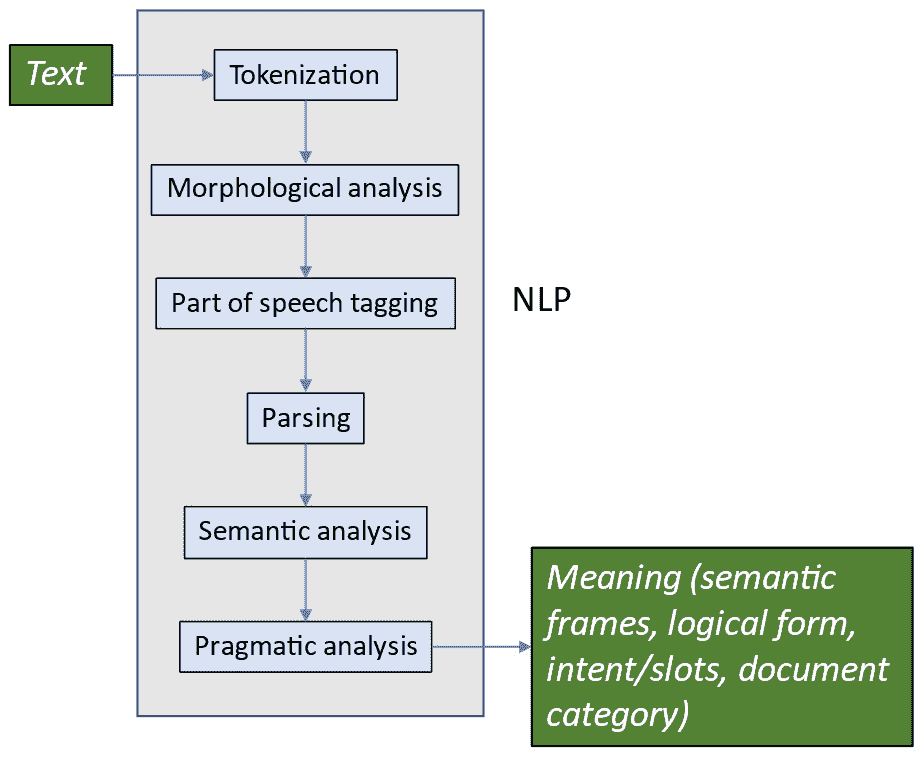 Text
Tokenization
Morphological analysis
Part of speech tagging
NLP
Parsing
Semantic analysis
Pragmatic analysis
Meaning (semantic
frames, logical form,
intent/slots, document
category)